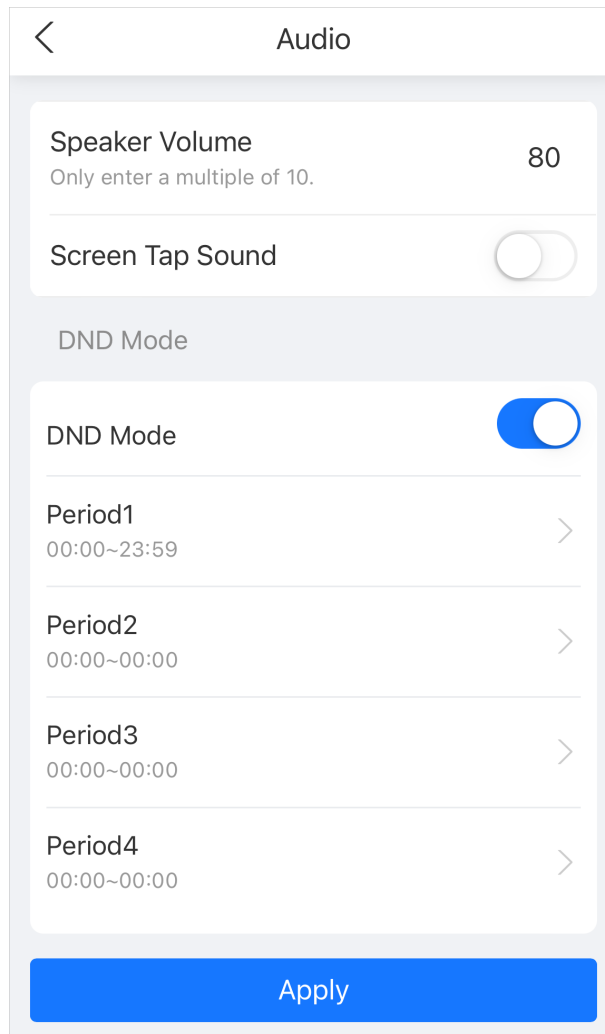 Audio
Speaker Volume
80
Only enter a multiple of 10.
Screen Tap Sound
DND Mode
DND Mode
Period1
00:00~23:59
Period2
00:00~00:00
Period3
00:00~00:00
Period4
00:00~00:00
Apply